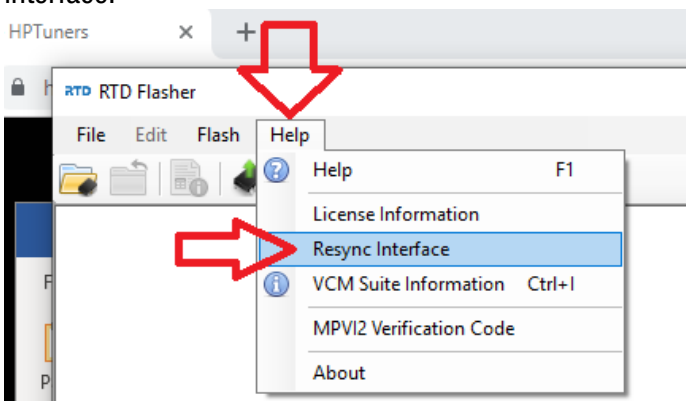 HPTuners × +
RTD RTD Flasher
File Edit Flash Help
Help F1
License Information
Resync Interface
VCM Suite Information Ctrl+I
MPVI2 Verification Code
About